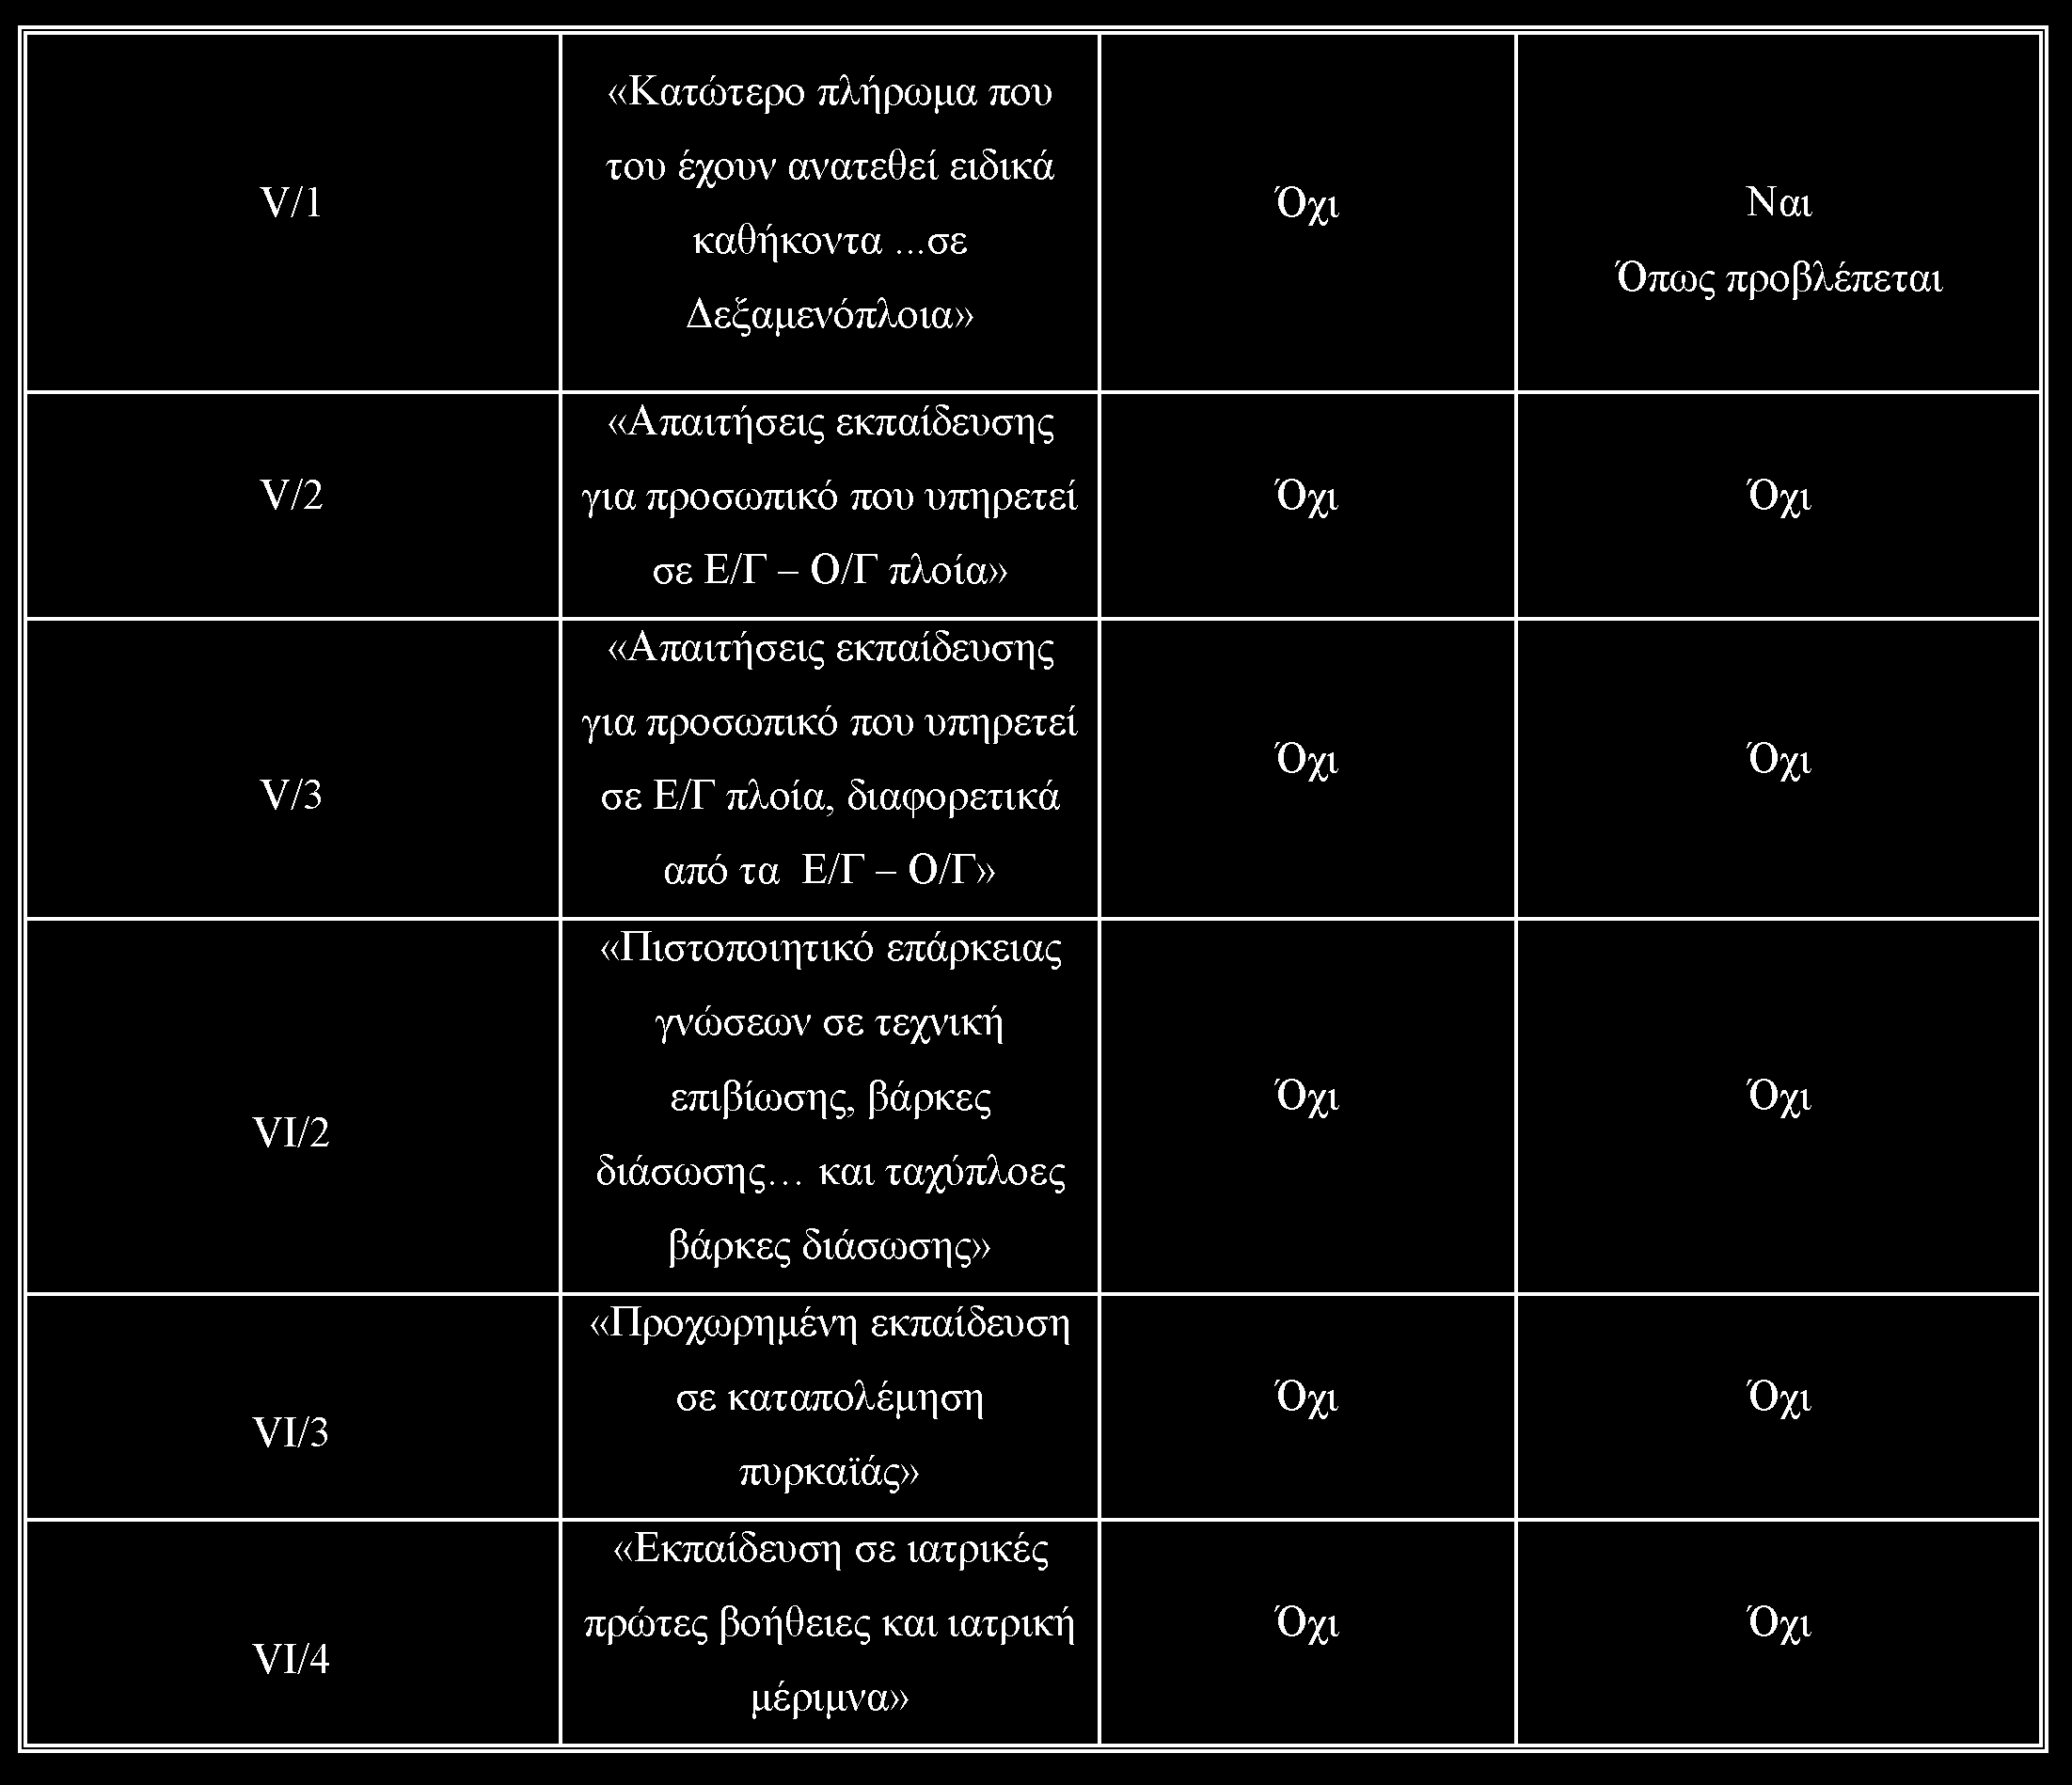 V/1
«Κατώτερο πλήρωμα που
του έχουν ανατεθεί ειδικά
καθήκοντα ...σε
Δεξαμενόπλοια»
Όχι
Ναι
Όπως προβλέπεται
V/2
«Απαιτήσεις εκπαίδευσης
για προσωπικό που υπηρετεί
σε Ε/Γ – Ο/Γ πλοία»
Όχι
Όχι
V/3
«Απαιτήσεις εκπαίδευσης
για προσωπικό που υπηρετεί
σε Ε/Γ πλοία, διαφορετικά
από τα Ε/Γ – Ο/Γ»
Όχι
Όχι
VI/2
«Πιστοποιητικό επάρκειας
γνώσεων σε τεχνική
επιβίωσης, βάρκες
διάσωσης… και ταχύπλοες
βάρκες διάσωσης»
Όχι
Όχι
VI/3
«Προχωρημένη εκπαίδευση
σε καταπολέμηση
πυρκαϊάς»
Όχι
Όχι
VI/4
«Εκπαίδευση σε ιατρικές
πρώτες βοήθειες και ιατρική
μέριμνα»
Όχι
Όχι